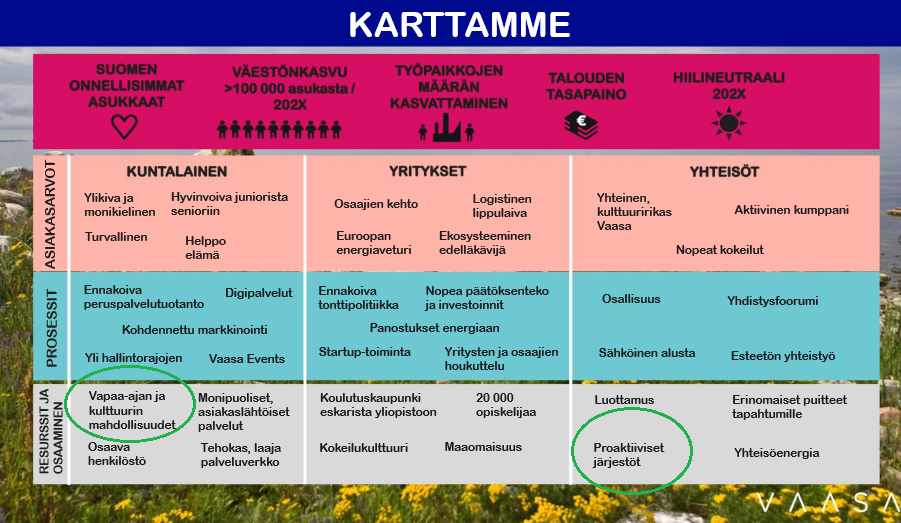 KARTTAMME
SUOMEN
ONNELLISIMMAT
ASUKKAAT
VÄESTÖNKASVU
>100 000 asukasta /
202X
TYÖPAIKKOJEN
MÄÄRÄN
KASVATTAMINEN
TALOUDEN
TASAPAINO
€
HIILINEUTRAALI
202X
ASIAKASARVOT
KUNTALAINEN
Ylikiva ja
monikielinen
Hyvinvoiva juniorista
senioriin
Turvallinen
Helppo
elämä
YRITYKSET
Osaajien kehto
Logistinen
lippulaiva
Euroopan
energiaveturi
Ekosysteemien
edelläkävijä
YHTEISÖT
Yhteinen,
kulttuuririkas
Vaasa
Aktiivinen kumppani
Nopeat kokeilut
PROSESSIT
Ennakoiva
peruspalvelutuotanto
Digipalvelut
Kohdennettu markkinointi
Yli hallintorajojen
Vaasa Events
Ennakoiva
tonttipolitiikka
Nopea päätöksenteko
ja investoinnit
Panostukset energiaan
Startup-toiminta
Yritysten ja osaajien
houkuttelu
Osallisuus
Yhdistysfoorumi
Sähköinen alusta
Esteetön yhteistyö
RESURSSIT JA
OSAAMINEN
Vapaa-ajan ja
kulttuurin
mahdollisuudet
Monipuoliset,
asiakaslähtöiset
palvelut
Osaava
henkilöstö
Tehokas, laaja
palveluverkko
Koulutuskaupunki
eskarista yliopistoon
20 000
opiskelijaa
Kokeilukulttuuri
Maaomaisuus
Luottamus
Erinomaiset puitteet
tapahtumille
Proaktiiviset
järjestöt
Yhteisöenergia
VAASA